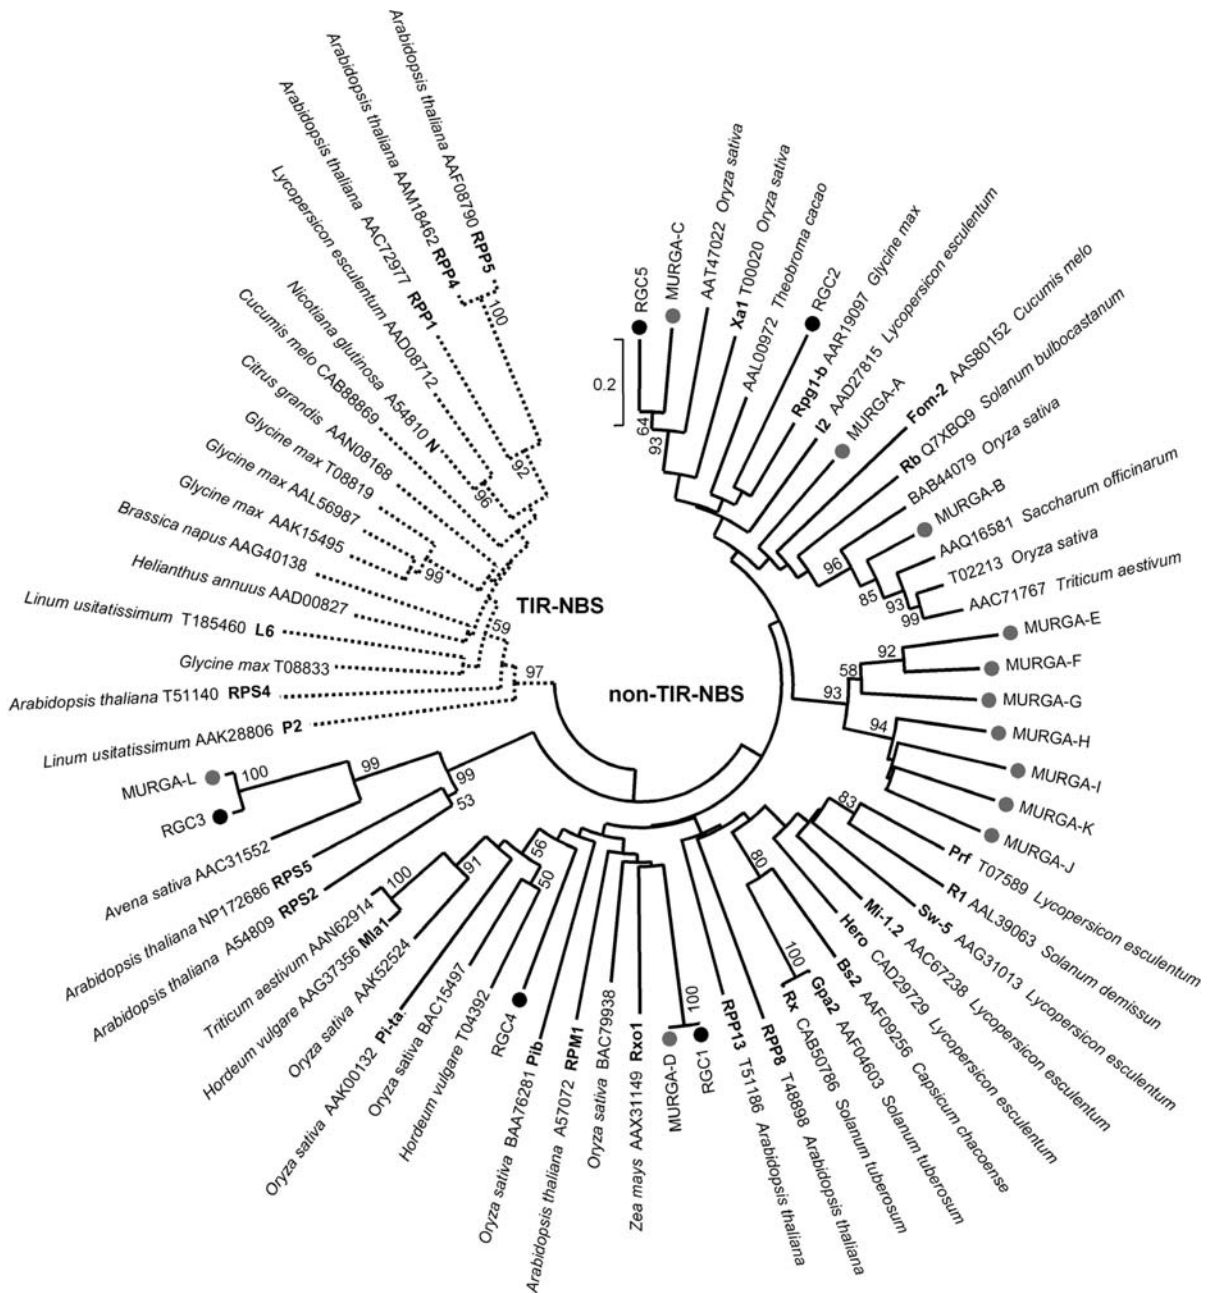 Arabidopsis thaliana AAF08790 RPP5
Arabidopsis thaliana AAM18462 RPP4
Arabidopsis thaliana AAC72977 RPP1
Lycopersicon esculentum AAD08712
Nicotiana glutinosa A54810 N
Cucumis melo CAB88869
Citrus grandis AAN08168
Glycine max T08819
Glycine max AAL56987
Glycine max AAK15495
Brassica napus AAG40138
Helianthus annuus AAD00827
Linum usitatissimum T185460 L6
Glycine max T08833
Arabidopsis thaliana T51140 RPS4
Linum usitatissimum AAK28806 P2
100
92
96
99
59
97
TIR-NBS
non-TIR-NBS
0.2
RGC5
MURGA-C
AAT47022 Oryza sativa
Xa1 T00020 Oryza sativa
AAL00972 Theobroma cacao
RGC2
Rpg1-b AAR19097 Glycine max
I2 AAD27815 Lycopersicon esculentum
MURGA-A
Fom-2 AAS80152 Cucumis melo
Rb Q7XBQ9 Solanum bulbocastanum
BAB44079 Oryza sativa
MURGA-B
AAQ16581 Saccharum officinarum
T02213 Oryza sativa
AAC71767 Triticum aestivum
64
93
96
85
93
99
MURGA-E
MURGA-F
MURGA-G
MURGA-H
MURGA-I
MURGA-K
MURGA-J
92
58
93
94
83
Prf T07589 Lycopersicon esculentum
R1 AAL39063 Solanum demissun
Sw-5 AAG31013 Lycopersicon esculentum
Mi-1.2 AAC67238 Lycopersicon esculentum
Hero CAD29729 Lycopersicon esculentum
Bs2 AAF09256 Capsicum chacoense
Gpa2 AAF04603 Solanum tuberosum
Rx CAB50786 Solanum tuberosum
80
100
RPP8 T48898 Arabidopsis thaliana
RPP13 T51186 Arabidopsis thaliana
100
RGC1
MURGA-D
Zea mays AAX31149 Rxo1
Oryza sativa BAC79938
Arabidopsis thaliana A57072 RPM1
Oryza sativa BAA76281 Pib
RGC4
Hordeum vulgare T04392
Oryza sativa BAC15497
Oryza sativa AAK00132 Pi-ta
Oryza sativa AAK52524
Hordeum vulgare AAG37356 Mla1
Triticum aestivum AAN62914
56
50
91
100
Arabidopsis thaliana A54809 RPS2
Arabidopsis thaliana NP172686 RPS5
Avena sativa AAC31552
RGC3
MURGA-L
100
99
99
53